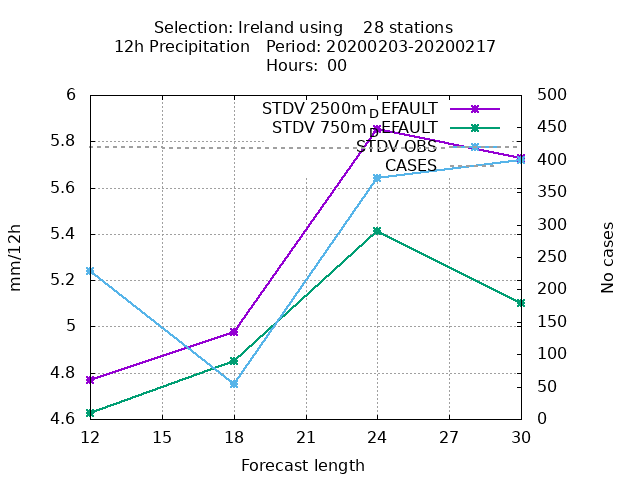 Selection: Ireland using    28 stations
12h Precipitation   Period: 20200203-20200217
Hours:  00
6
5.8
5.6
5.4
5.2
5
4.8
4.6
mm/12h
STDV 2500m_DEFAULT
STDV 750m_DEFAULT
STDV OBS
CASES
500
450
400
350
300
250
200
150
100
50
0
No cases
12 15 18 21 24 27 30
Forecast length